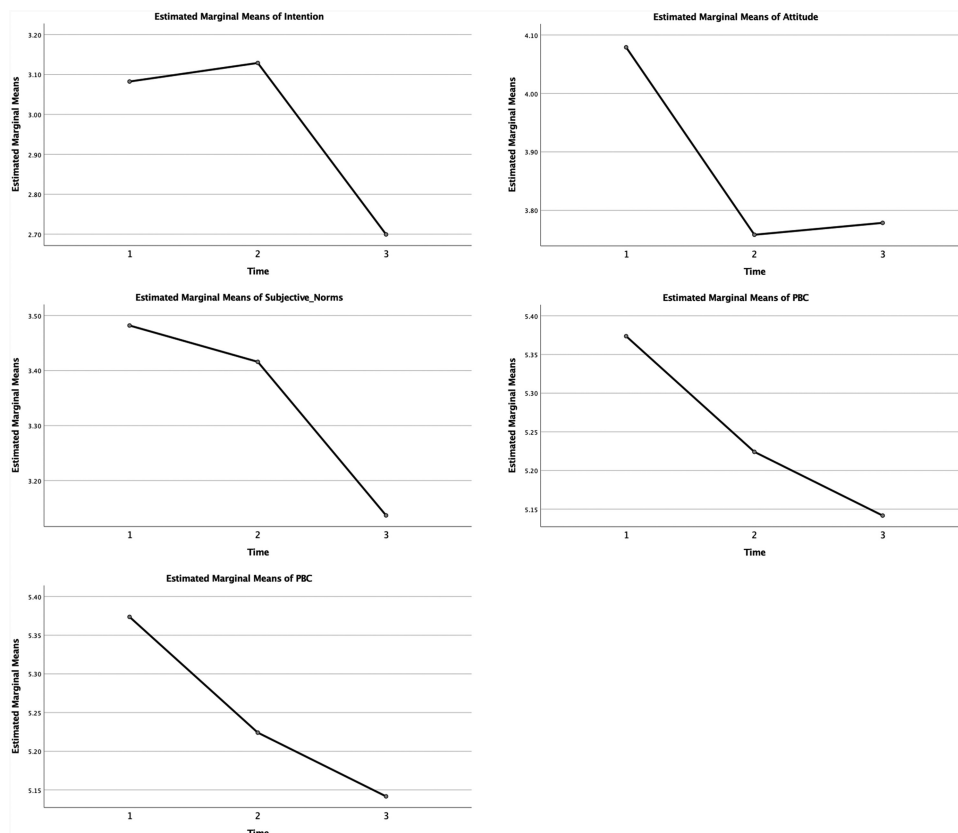 Estimated Marginal Means of Intention
Estimated Marginal Means
3.20
3.10
3.00
2.90
2.80
2.70
1 2 3
Time
Estimated Marginal Means of Attitude
Estimated Marginal Means
4.10
4.00
3.90
3.80
1 2 3
Time
Estimated Marginal Means of Subjective_Norms
Estimated Marginal Means
3.50
3.40
3.30
3.20
1 2 3
Time
Estimated Marginal Means of PBC
Estimated Marginal Means
5.40
5.35
5.30
5.25
5.20
5.15
1 2 3
Time
Estimated Marginal Means of PBC
Estimated Marginal Means
5.40
5.35
5.30
5.25
5.20
5.15
1 2 3
Time